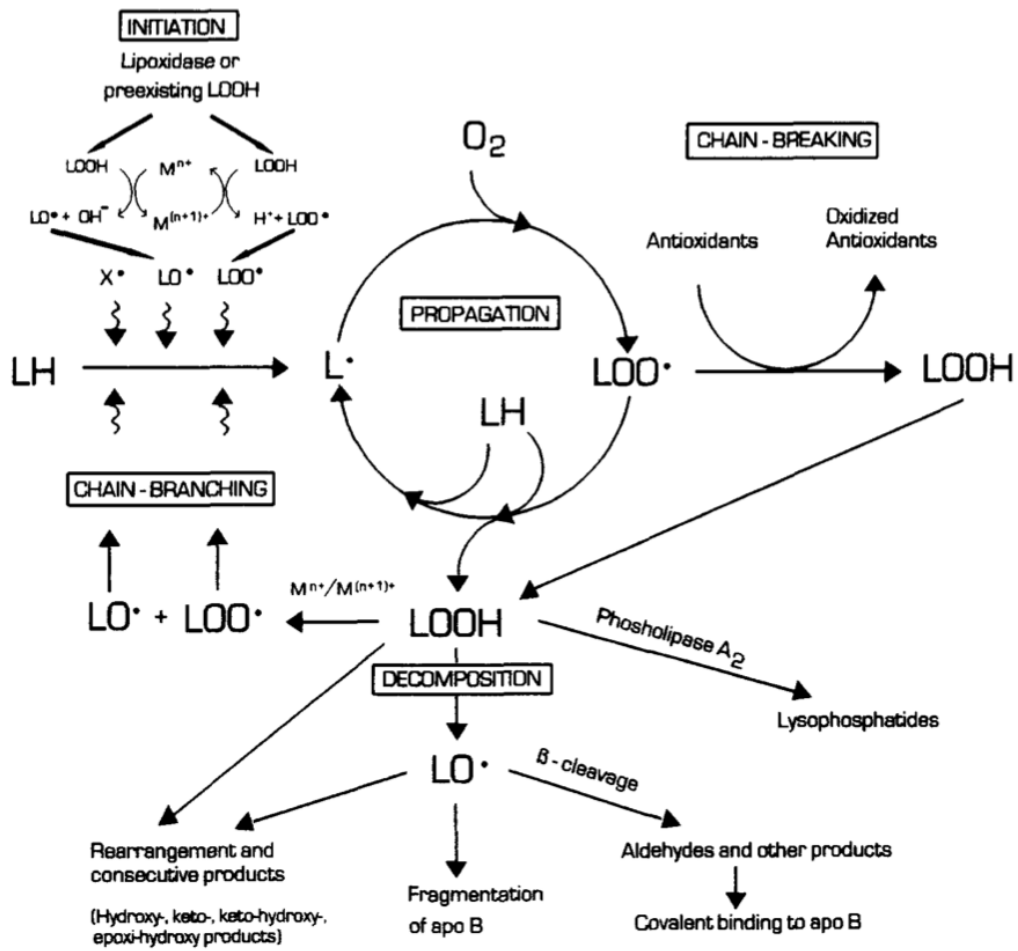 INITIATION
Lipoxidase or
preexisting LOOH
LOOH
Mⁿ⁺
LOOH
LO• + OH⁻
M⁽ⁿ⁺¹⁾⁺
H⁺ + LOO•
X•
LO•
LOO•
O₂
CHAIN - BREAKING
Antioxidants
Oxidized
Antioxidants
PROPAGATION
LH
L•
LOO•
LOOH
LH
CHAIN - BRANCHING
LO• + LOO•
Mⁿ⁺/M⁽ⁿ⁺¹⁾⁺
LOOH
Phosholipase A₂
DECOMPOSITION
Lysophosphatides
LO•
β - cleavage
Rearrangement and
consecutive products
(Hydroxy-, keto-, keto-hydroxy-,
epoxi-hydroxy products)
Fragmentation
of apo B
Aldehydes and other products
Covalent binding to apo B